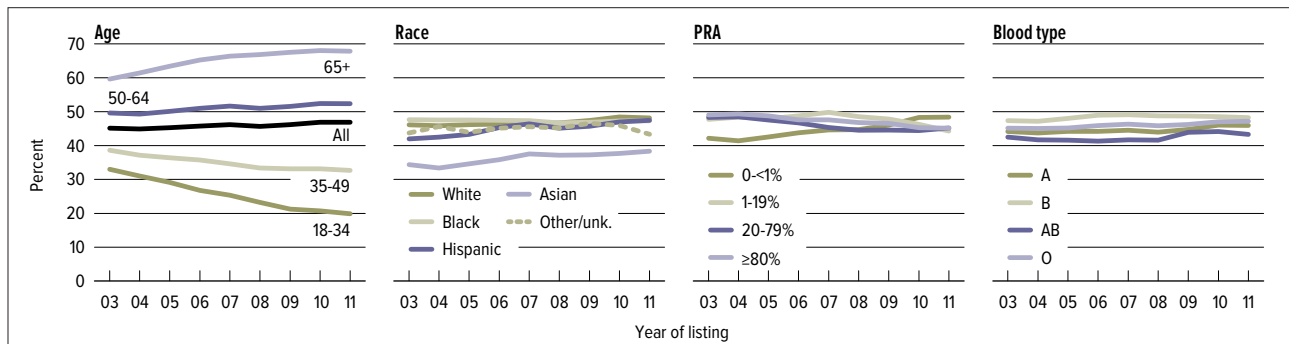 Age
Race
PRA
Blood type
Percent
70
60
50
40
30
20
10
0
65+
50-64
All
35-49
18-34
03 04 05 06 07 08 09 10 11
White
Black
Hispanic
Asian
Other/unk.
03 04 05 06 07 08 09 10 11
0-<1%
1-19%
20-79%
≥80%
03 04 05 06 07 08 09 10 11
A
B
AB
O
03 04 05 06 07 08 09 10 11
Year of listing